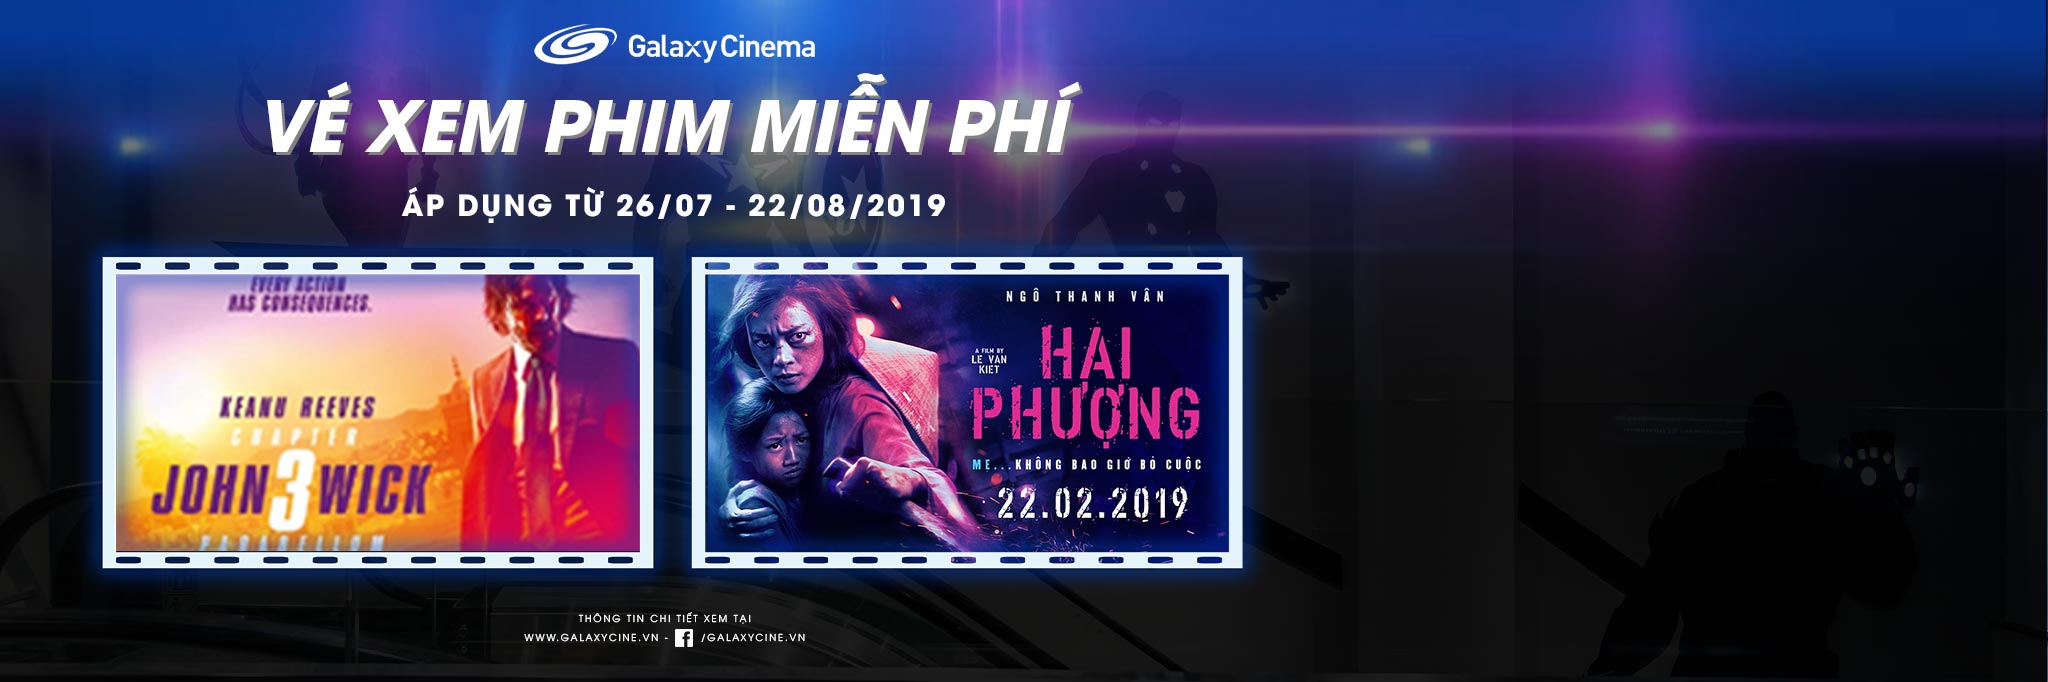 Galaxy Cinema
VÉ XEM PHIM MIỄN PHÍ
ÁP DỤNG TỪ 26/07 - 22/08/2019
EVERY ACTION
HAS CONSEQUENCES.
KEANU REEVES
CHAPTER
JOHN 3 WICK
PARABELLUM
NGÔ THANH VÂN
A FILM BY
LE VAN
KIET
HAI
PHƯỢNG
MẸ...KHÔNG BAO GIỜ BỎ CUỘC
22.02.2019
THÔNG TIN CHI TIẾT XEM TẠI
WWW.GALAXYCINE.VN - f /GALAXYCINE.VN